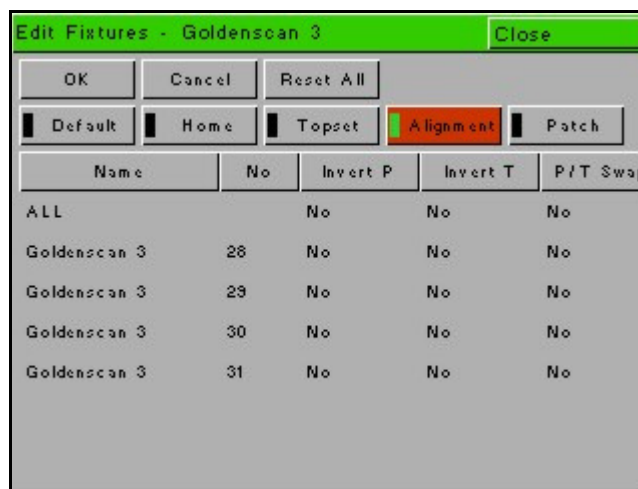 Edit Fixtures - Goldenscan 3 Close
OK Cancel Reset All
Default Home Topset Alignment Patch
Name No Invert P Invert T P/T Swap
ALL No No No
Goldenscan 3 28 No No No
Goldenscan 3 29 No No No
Goldenscan 3 30 No No No
Goldenscan 3 31 No No No